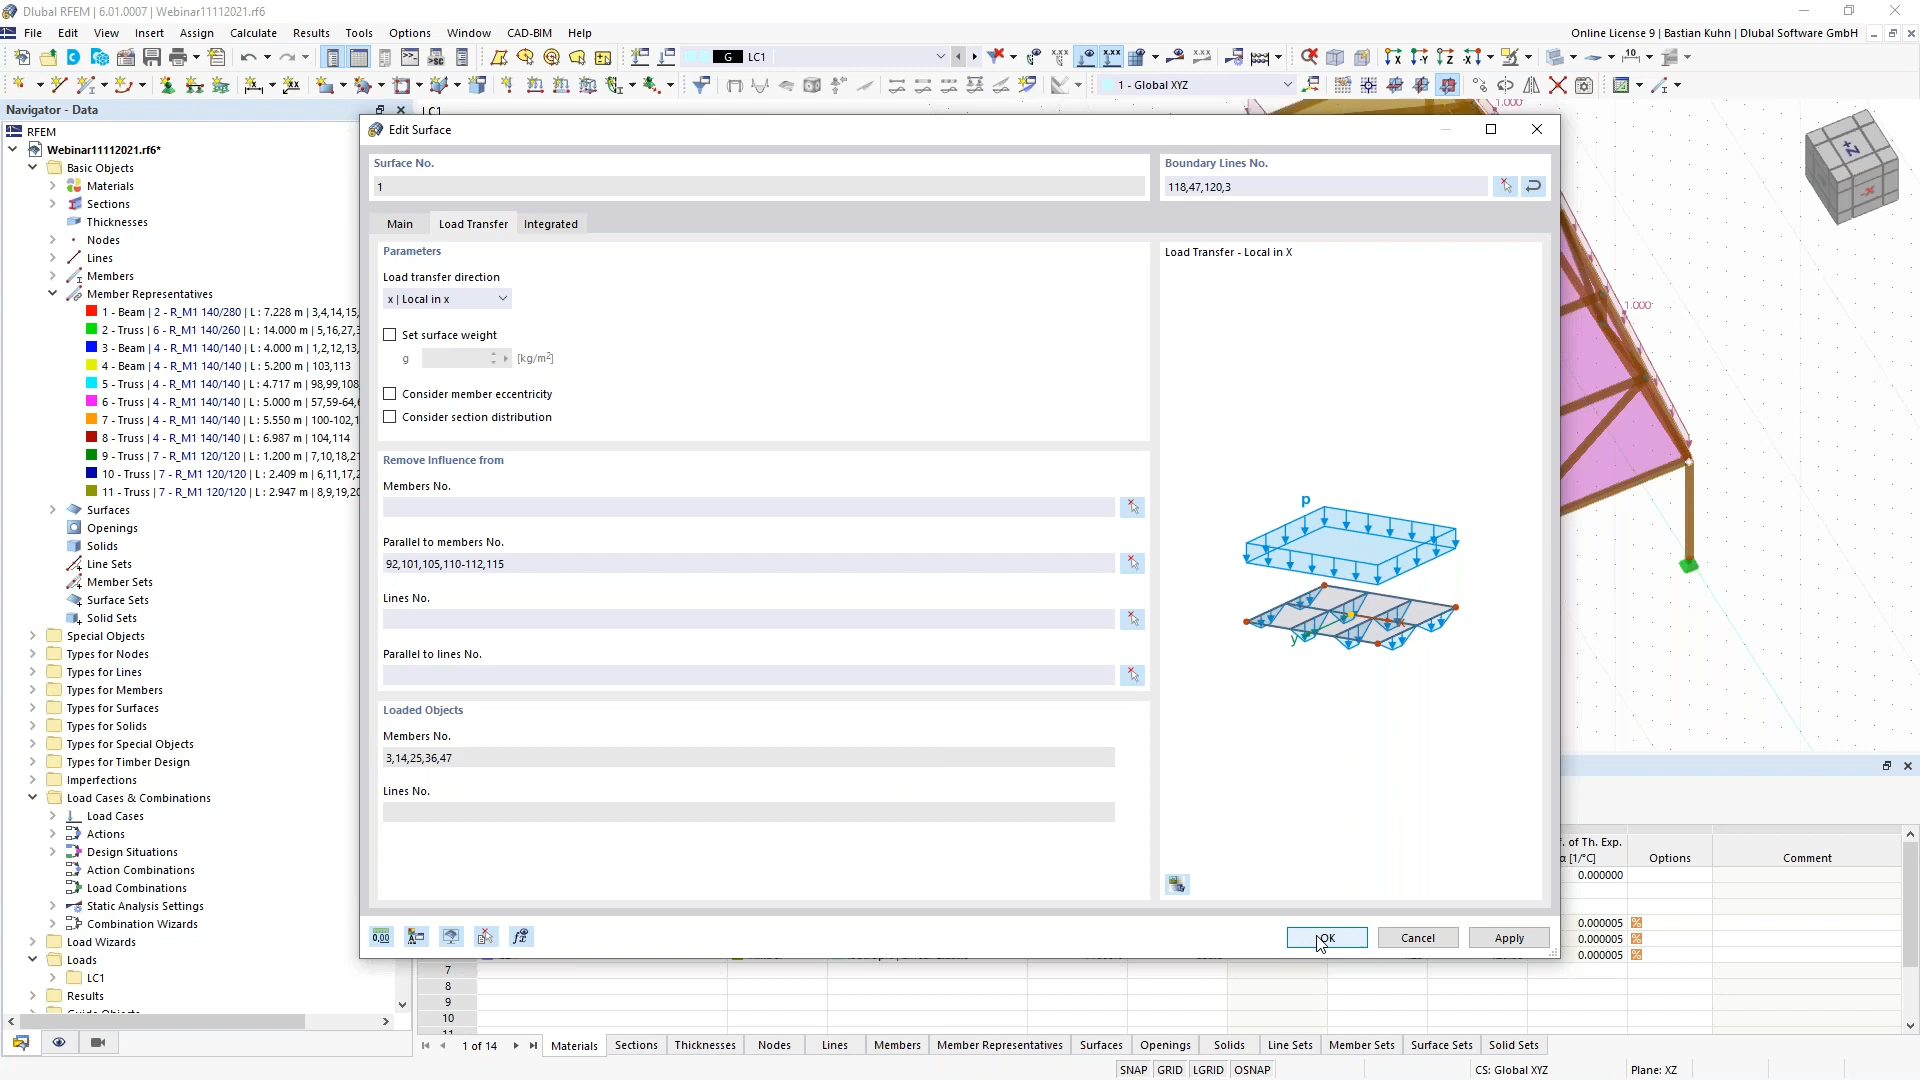 Dlubal RFEM | 6.01.0007 | Webinar11112021.rf6
File Edit View Insert Assign Calculate Results Tools Options Window CAD-BIM Help
Online License 9 | Bastian Kuhn | Dlubal Software GmbH
G LC1
1 - Global XYZ
Navigator - Data
LC1
RFEM
Webinar11112021.rf6*
Basic Objects
Materials
Sections
Thicknesses
Nodes
Lines
Members
Member Representatives
1 - Beam | 2 - R_M1 140/280 | L : 7.228 m | 3,4,14,15,
2 - Truss | 6 - R_M1 140/260 | L : 14.000 m | 5,16,27,3
3 - Beam | 4 - R_M1 140/140 | L : 4.000 m | 1,2,12,13,
4 - Beam | 4 - R_M1 140/140 | L : 5.200 m | 103,113
5 - Truss | 4 - R_M1 140/140 | L : 4.717 m | 98,99,108
6 - Truss | 4 - R_M1 140/140 | L : 5.000 m | 57,59-64,6
7 - Truss | 4 - R_M1 140/140 | L : 5.550 m | 100-102,1
8 - Truss | 4 - R_M1 140/140 | L : 6.987 m | 104,114
9 - Truss | 7 - R_M1 120/120 | L : 1.200 m | 7,10,18,21
10 - Truss | 7 - R_M1 120/120 | L : 2.409 m | 6,11,17,2
11 - Truss | 7 - R_M1 120/120 | L : 2.947 m | 8,9,19,20
Surfaces
Openings
Solids
Line Sets
Member Sets
Surface Sets
Solid Sets
Special Objects
Types for Nodes
Types for Lines
Types for Members
Types for Surfaces
Types for Solids
Types for Special Objects
Types for Timber Design
Imperfections
Load Cases & Combinations
Load Cases
Actions
Design Situations
Action Combinations
Load Combinations
Static Analysis Settings
Combination Wizards
Load Wizards
Loads
LC1
Results
Guide Objects
Edit Surface
Surface No.
1
Boundary Lines No.
118,47,120,3
Main Load Transfer Integrated
Parameters
Load transfer direction
x | Local in x
Set surface weight
g [kg/m²]
Consider member eccentricity
Consider section distribution
Remove Influence from
Members No.
Parallel to members No.
92,101,105,110-112,115
Lines No.
Parallel to lines No.
Loaded Objects
Members No.
3,14,25,36,47
Lines No.
Load Transfer - Local in X
p
x
y
OK Cancel Apply
1.000
1.000
+Z
-X
f. of Th. Exp.
α [1/°C] Options Comment
0.000000
0.000005
0.000005
0.000005
7
8
9
10
11
1 of 14 Materials Sections Thicknesses Nodes Lines Members Member Representatives Surfaces Openings Solids Line Sets Member Sets Surface Sets Solid Sets
SNAP GRID LGRID OSNAP CS: Global XYZ Plane: XZ